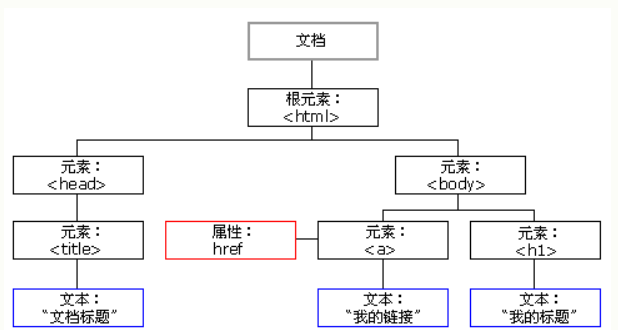 文档
根元素：
<html>
元素：
<head>
元素：
<body>
元素：
<title>
属性：
href
元素：
<a>
元素：
<h1>
文本：
"文档标题"
文本：
"我的链接"
文本：
"我的标题"